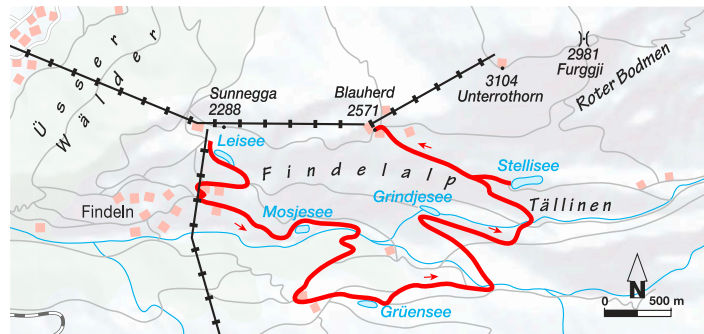 Üsser
Wälder
Sunnegga
2288
Blauherd
2571
3104
Unterrothorn
2981
Furggji
Roter Bodmen
Leisee
Findelalp
Stellisee
Grindjesee
Tällinen
Findeln
Mosjesee
Grüensee
N
0
500 m